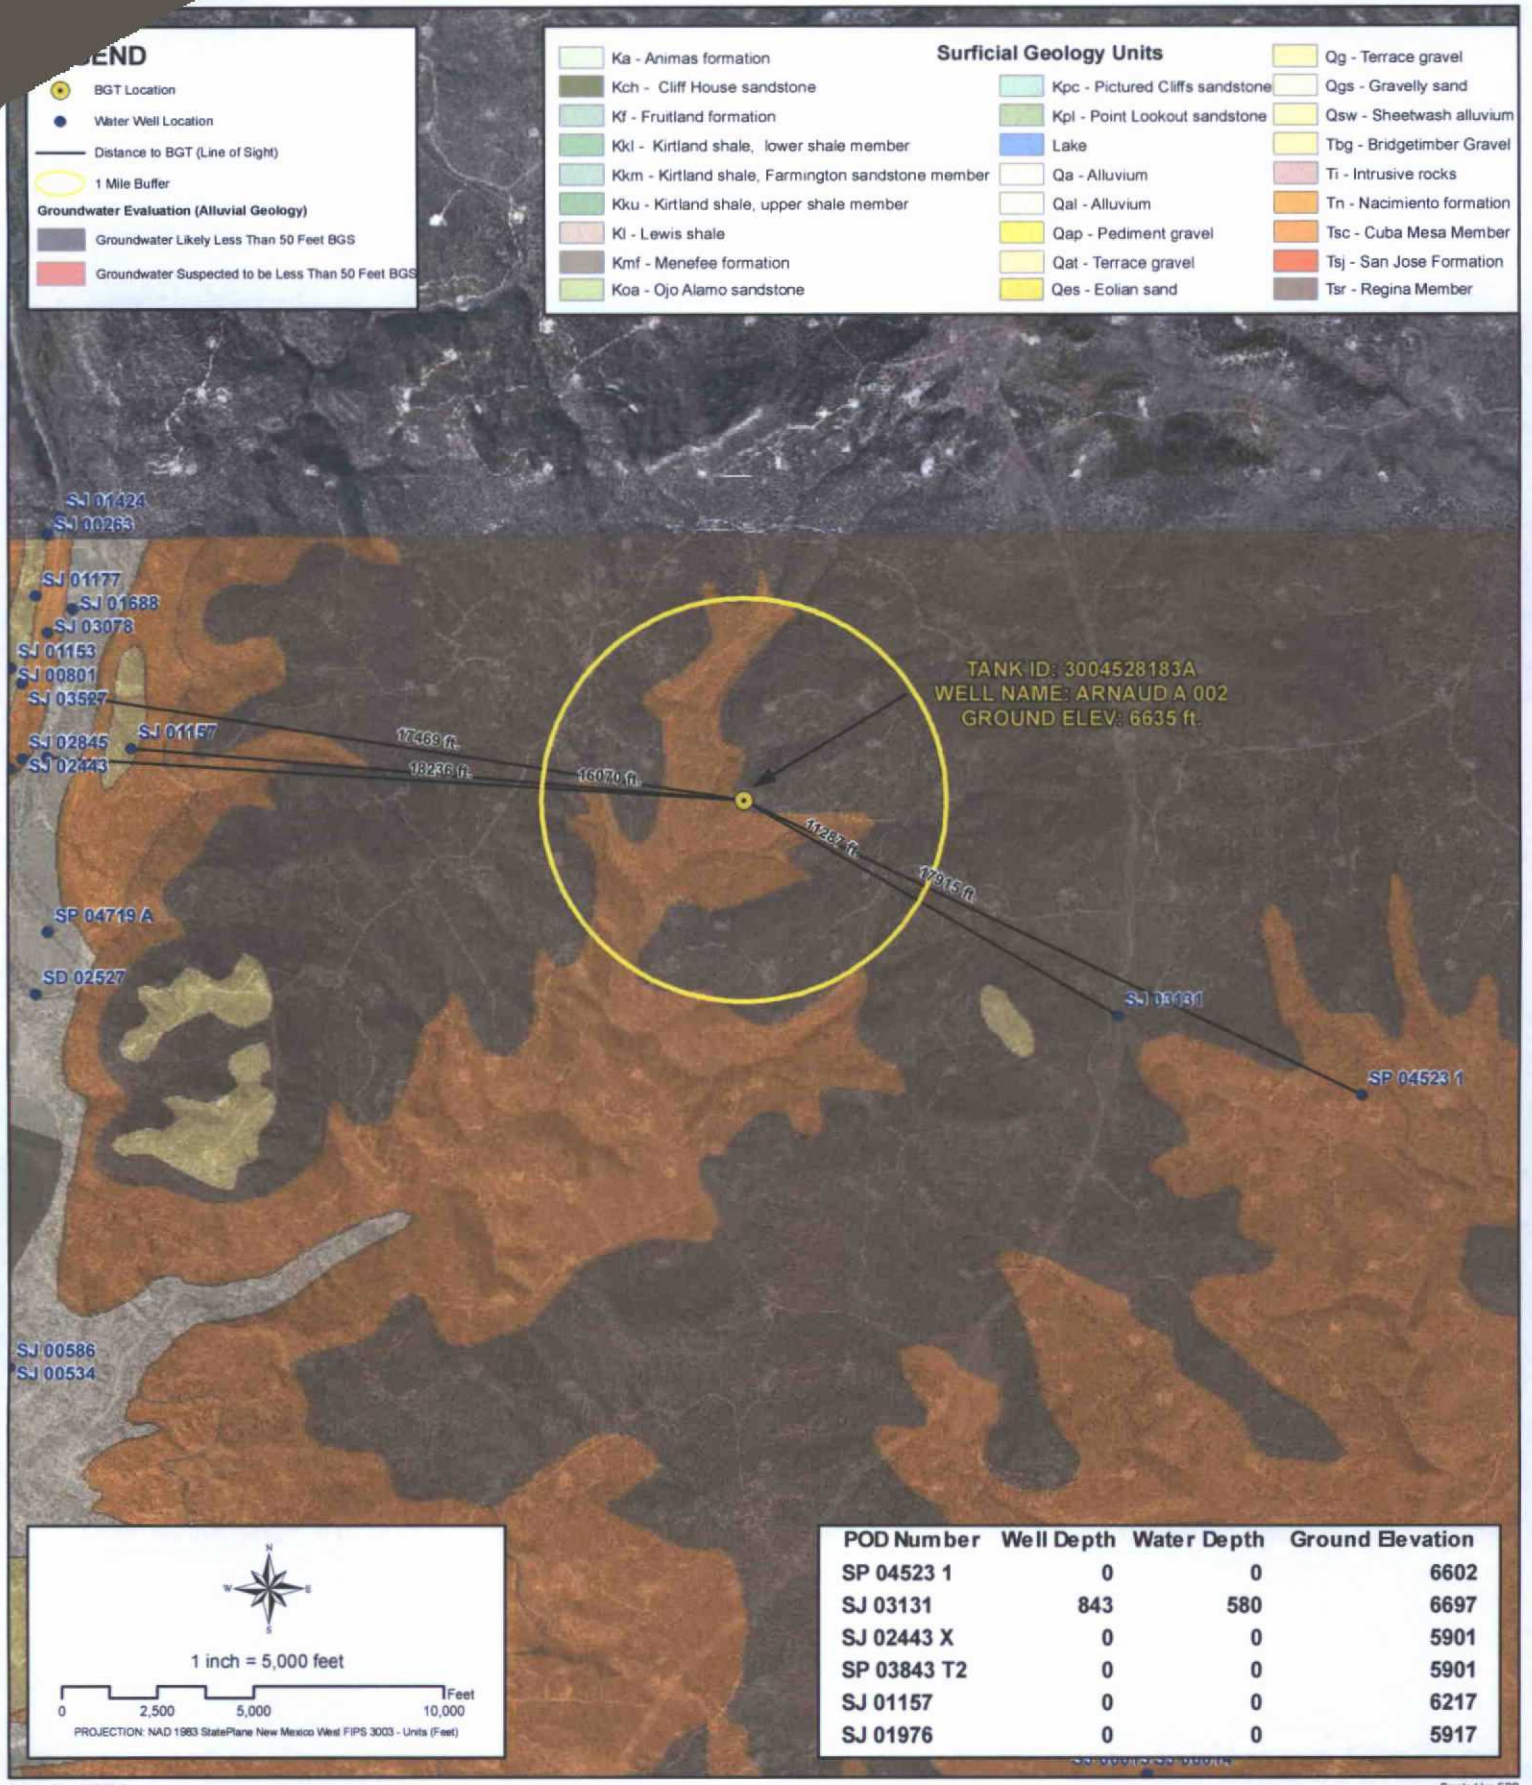 END
BGT Location
Water Well Location
Distance to BGT (Line of Sight)
1 Mile Buffer
Groundwater Evaluation (Alluvial Geology)
Groundwater Likely Less Than 50 Feet BGS
Groundwater Suspected to be Less Than 50 Feet BGS
Surficial Geology Units
Ka - Animas formation
Kch - Cliff House sandstone
Kf - Fruitland formation
Kkl - Kirtland shale, lower shale member
Kkm - Kirtland shale, Farmington sandstone member
Kku - Kirtland shale, upper shale member
Kl - Lewis shale
Kmf - Menefee formation
Koa - Ojo Alamo sandstone
Kpc - Pictured Cliffs sandstone
Kpl - Point Lookout sandstone
Lake
Qa - Alluvium
Qal - Alluvium
Qap - Pediment gravel
Qat - Terrace gravel
Qes - Eolian sand
Qg - Terrace gravel
Qgs - Gravelly sand
Qsw - Sheetwash alluvium
Tbg - Bridgetimber Gravel
Ti - Intrusive rocks
Tn - Nacimiento formation
Tsc - Cuba Mesa Member
Tsj - San Jose Formation
Tsr - Regina Member
SJ 01424
SJ 00263
SJ 01177
SJ 01688
SJ 03078
SJ 01153
SJ 00801
SJ 03597
SJ 01157
SJ 02845
SJ 02443
TANK ID: 3004528183A
WELL NAME: ARNAUD A 002
GROUND ELEV: 6635 ft.
17469 ft.
18236 ft.
16070 ft.
11287 ft.
17915 ft.
SP 04719 A
SD 02527
SJ 03131
SP 04523 1
SJ 00586
SJ 00534
N
W E
S
1 inch = 5,000 feet
Feet
0 2,500 5,000 10,000
PROJECTION: NAD 1983 StatePlane New Mexico West FIPS 3003 - Units (Feet)
POD Number Well Depth Water Depth Ground Elevation
SP 04523 1 0 0 6602
SJ 03131 843 580 6697
SJ 02443 X 0 0 5901
SP 03843 T2 0 0 5901
SJ 01157 0 0 6217
SJ 01976 0 0 5917